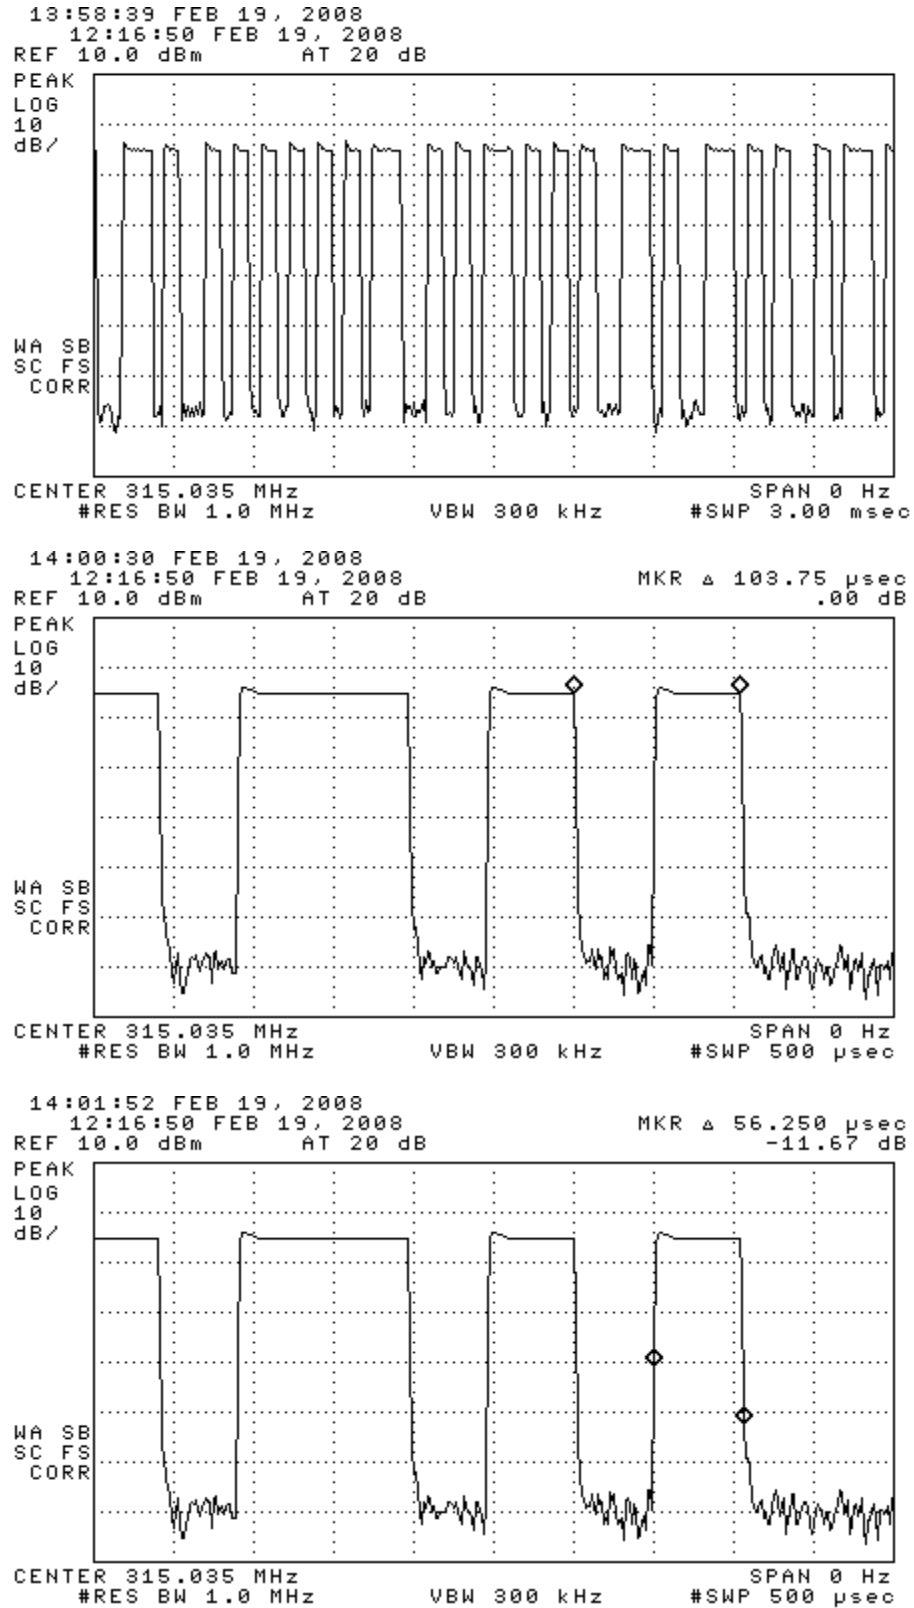 13:58:39 FEB 19, 2008
12:16:50 FEB 19, 2008
REF 10.0 dBm AT 20 dB
PEAK
LOG
10
dB/
WA SB
SC FS
CORR
CENTER 315.035 MHz SPAN 0 Hz
#RES BW 1.0 MHz VBW 300 kHz #SWP 3.00 msec
14:00:30 FEB 19, 2008
12:16:50 FEB 19, 2008 MKR Δ 103.75 µsec
REF 10.0 dBm AT 20 dB .00 dB
PEAK
LOG
10
dB/
WA SB
SC FS
CORR
CENTER 315.035 MHz SPAN 0 Hz
#RES BW 1.0 MHz VBW 300 kHz #SWP 500 µsec
14:01:52 FEB 19, 2008
12:16:50 FEB 19, 2008 MKR Δ 56.250 µsec
REF 10.0 dBm AT 20 dB -11.67 dB
PEAK
LOG
10
dB/
WA SB
SC FS
CORR
CENTER 315.035 MHz SPAN 0 Hz
#RES BW 1.0 MHz VBW 300 kHz #SWP 500 µsec